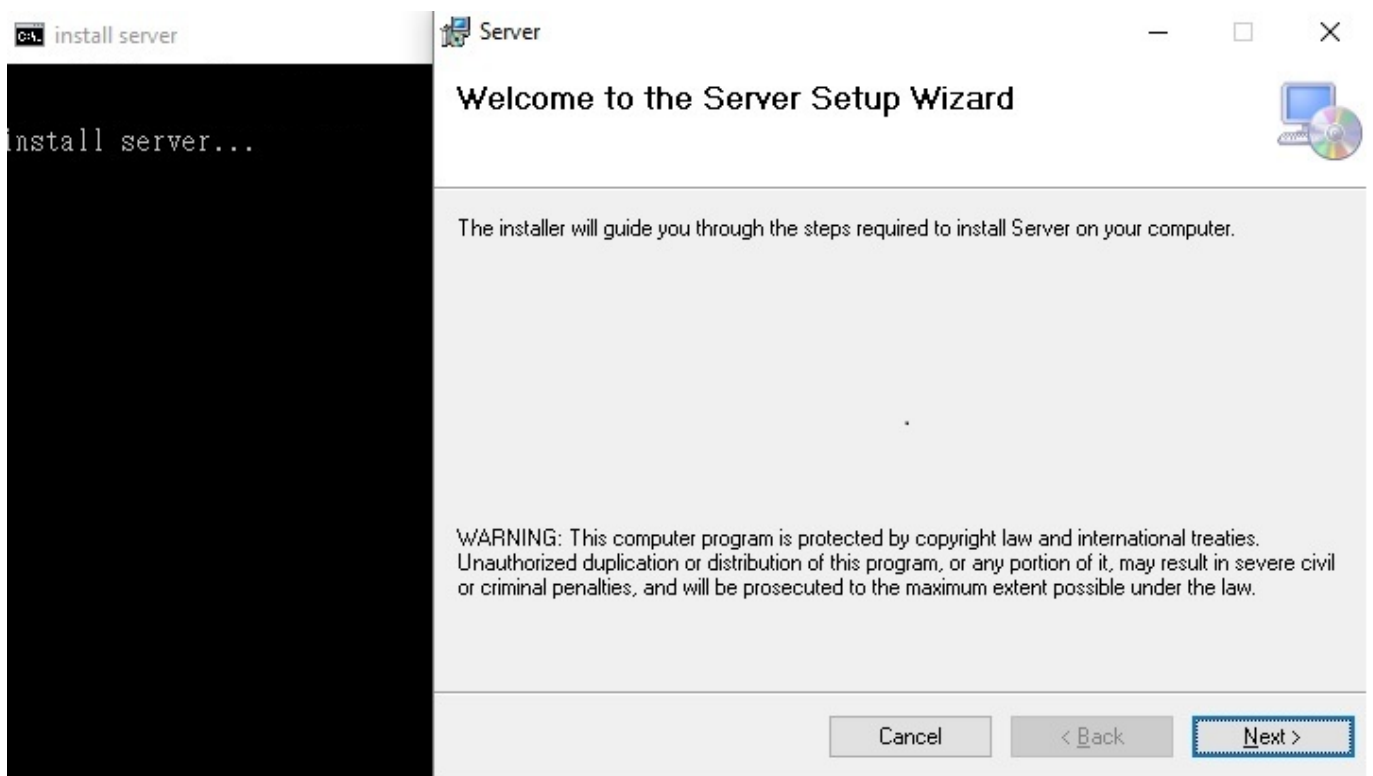 install server
install server...
Server
Welcome to the Server Setup Wizard
The installer will guide you through the steps required to install Server on your computer.
WARNING: This computer program is protected by copyright law and international treaties.
Unauthorized duplication or distribution of this program, or any portion of it, may result in severe civil
or criminal penalties, and will be prosecuted to the maximum extent possible under the law.
Cancel
< Back
Next >